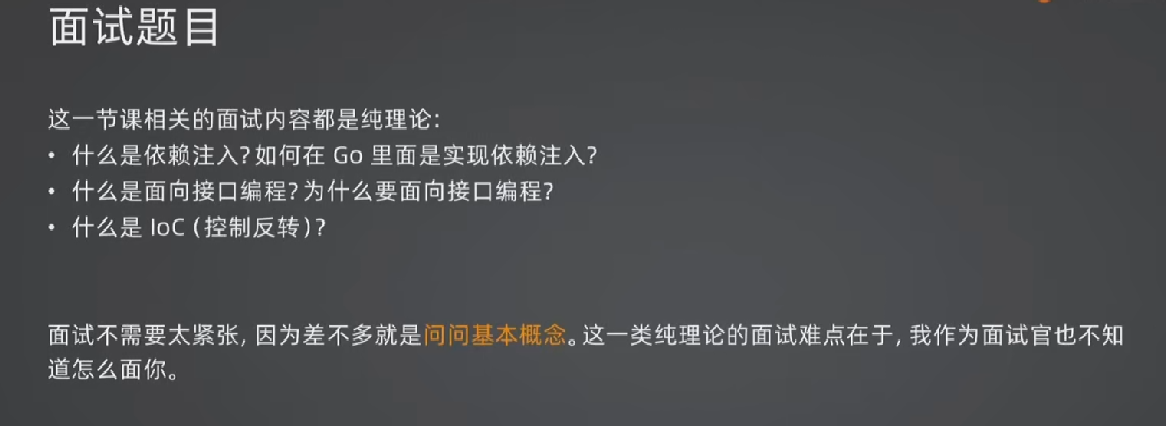 面试题目
这一节课相关的面试内容都是纯理论:
• 什么是依赖注入?如何在 Go 里面是实现依赖注入?
• 什么是面向接口编程?为什么要面向接口编程?
• 什么是 IoC (控制反转)?
面试不需要太紧张, 因为差不多就是问问基本概念。这一类纯理论的面试难点在于, 我作为面试官也不知
道怎么面你。